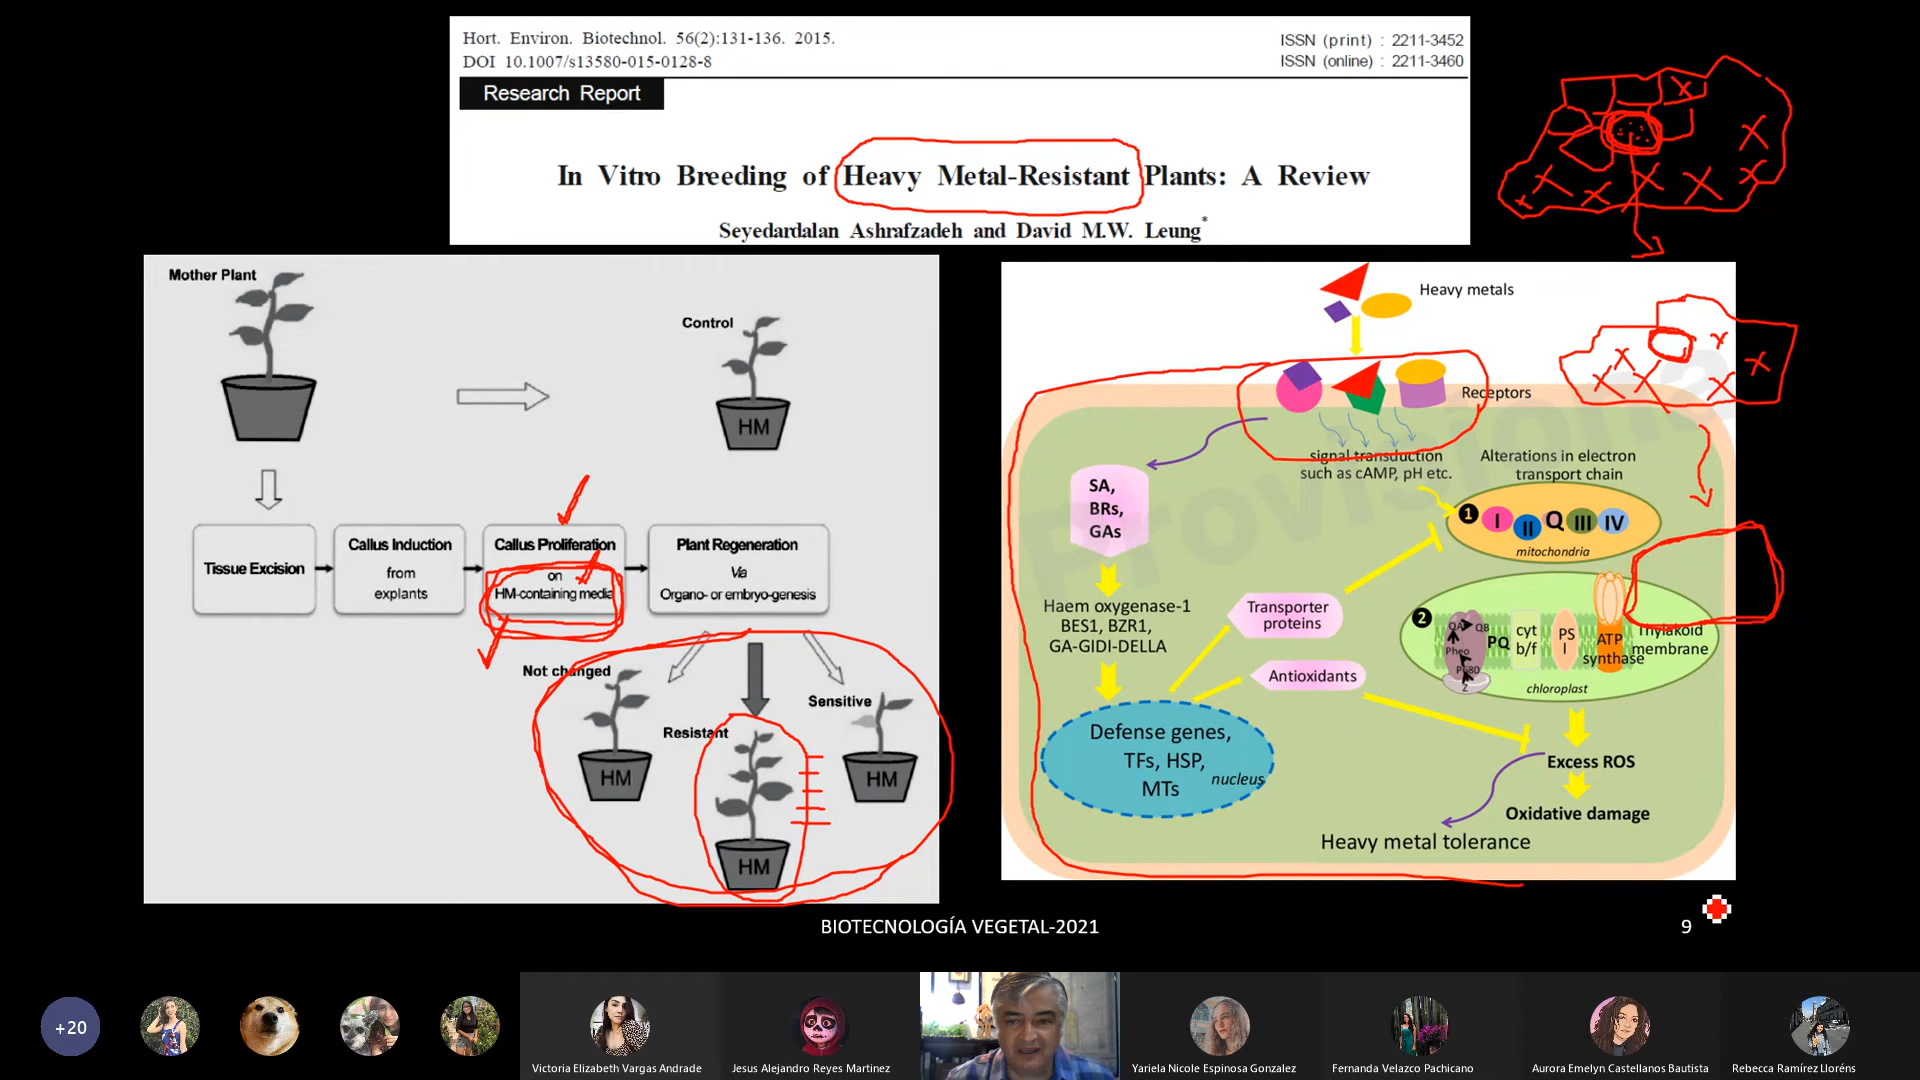 Hort. Environ. Biotechnol. 56(2):131-136. 2015.
ISSN (print) : 2211-3452
DOI 10.1007/s13580-015-0128-8
ISSN (online) : 2211-3460
Research Report
In Vitro Breeding of Heavy Metal-Resistant Plants: A Review
Seyedardalan Ashrafzadeh and David M.W. Leung*
Mother Plant
Control
HM
Tissue Excision
Callus Induction
from
explants
Callus Proliferation
on
HM-containing media
Plant Regeneration
Via
Organo- or embryo-genesis
Not changed
Resistant
Sensitive
HM
HM
HM
Heavy metals
Receptors
signal transduction
such as cAMP, pH etc.
Alterations in electron
transport chain
SA,
BRs,
GAs
1
I
II
Q
III
IV
mitochondria
Haem oxygenase-1
BES1, BZR1,
GA-GIDI-DELLA
Transporter
proteins
Antioxidants
2
QA
QB
Pheo
P680
Z
PQ
cyt
b/f
PS
I
ATP
synthase
Thylakoid
membrane
chloroplast
Defense genes,
TFs, HSP,
MTs
nucleus
Excess ROS
Oxidative damage
Heavy metal tolerance
Provision
BIOTECNOLOGÍA VEGETAL-2021
9
+20
Victoria Elizabeth Vargas Andrade
Jesus Alejandro Reyes Martinez
Yariela Nicole Espinosa Gonzalez
Fernanda Velazco Pachicano
Aurora Emelyn Castellanos Bautista
Rebecca Ramírez Lloréns